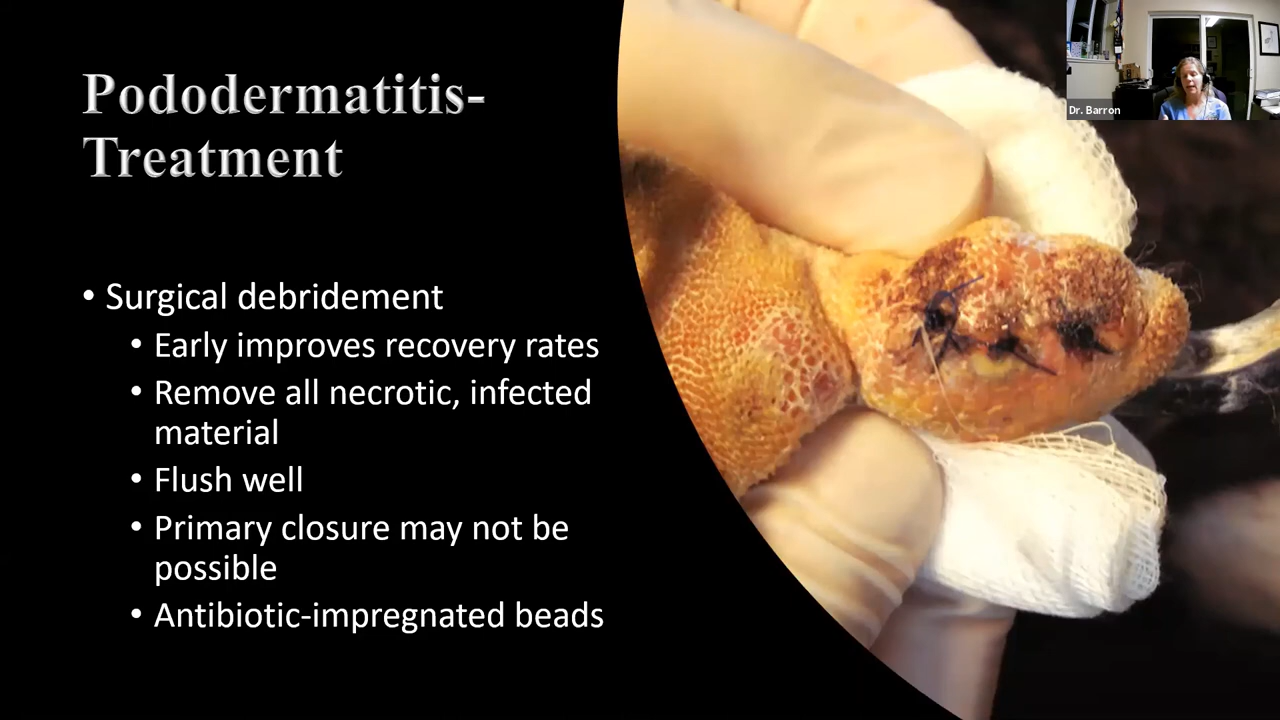 Pododermatitis-
Treatment
• Surgical debridement
• Early improves recovery rates
• Remove all necrotic, infected
material
• Flush well
• Primary closure may not be
possible
• Antibiotic-impregnated beads
Dr. Barron